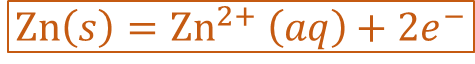 Zn(s) = Zn²⁺ (aq) + 2e⁻